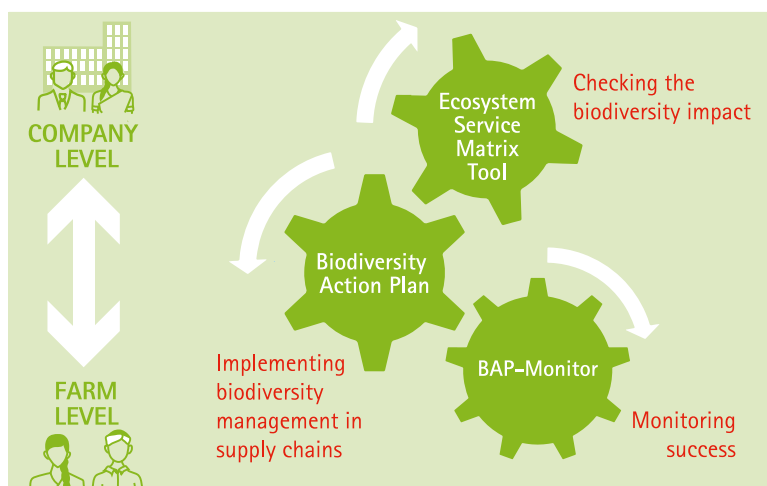 COMPANY
LEVEL
Ecosystem
Service
Matrix
Tool
Checking the
biodiversity impact
Biodiversity
Action Plan
Implementing
biodiversity
management in
supply chains
BAP-Monitor
Monitoring
success
FARM
LEVEL